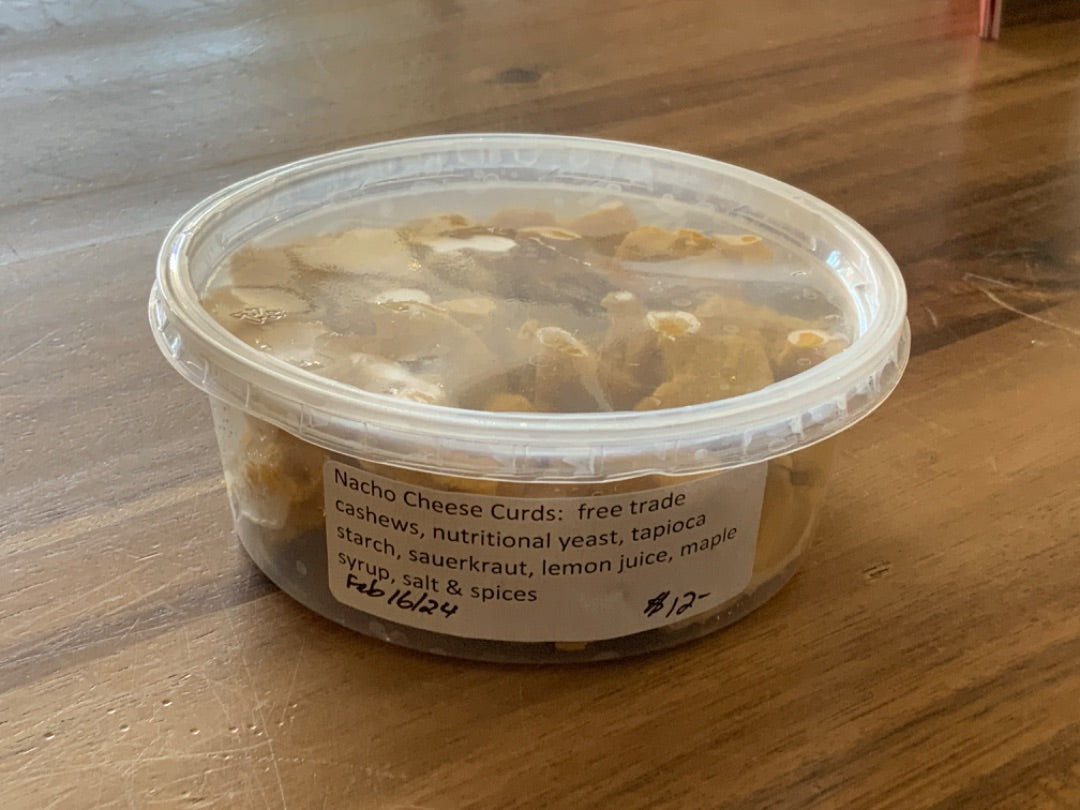 Nacho Cheese Curds: free trade
cashews, nutritional yeast, tapioca
starch, sauerkraut, lemon juice, maple
syrup, salt & spices
Feb 16/24 $12-